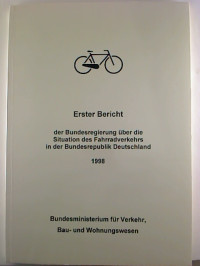 Erster Bericht
der Bundesregierung über die
Situation des Fahrradverkehrs
in der Bundesrepublik Deutschland
1998
Bundesministerium für Verkehr,
Bau- und Wohnungswesen